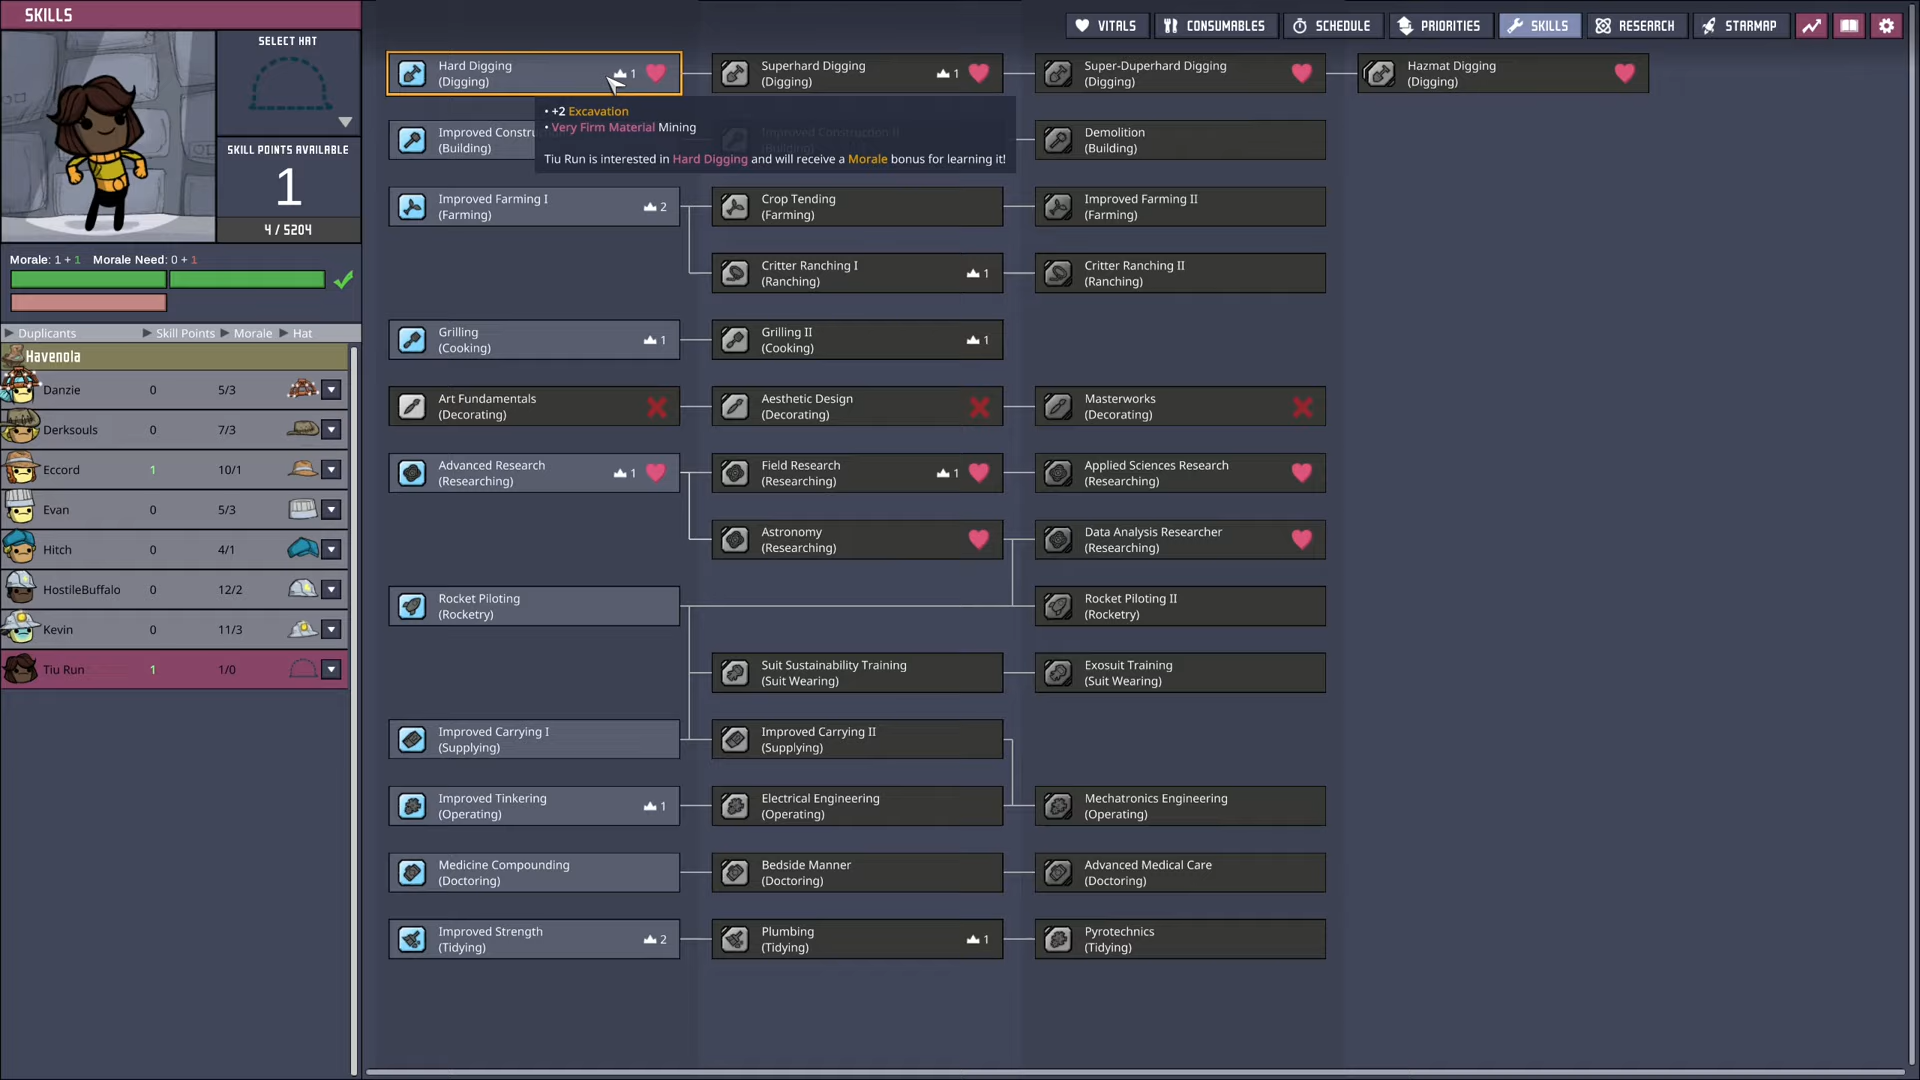 SKILLS
VITALS
CONSUMABLES
SCHEDULE
PRIORITIES
SKILLS
RESEARCH
STARMAP
SELECT HAT
SKILL POINTS AVAILABLE
1
4 / 5204
Morale: 1 + 1 Morale Need: 0 + 1
Duplicants Skill Points Morale Hat
Havenola
Danzie 0 5/3
Derksouls 0 7/3
Eccord 1 10/1
Evan 0 5/3
Hitch 0 4/1
HostileBuffalo 0 12/2
Kevin 0 11/3
Tiu Run 1 1/0
Hard Digging
(Digging)
1
Superhard Digging
(Digging)
1
Super-Duperhard Digging
(Digging)
Hazmat Digging
(Digging)
• +2 Excavation
• Very Firm Material Mining
Tiu Run is interested in Hard Digging and will receive a Morale bonus for learning it!
Improved Constru
(Building)
Improved Construction II
Demolition
(Building)
Improved Farming I
(Farming)
2
Crop Tending
(Farming)
Improved Farming II
(Farming)
Critter Ranching I
(Ranching)
1
Critter Ranching II
(Ranching)
Grilling
(Cooking)
1
Grilling II
(Cooking)
1
Art Fundamentals
(Decorating)
Aesthetic Design
(Decorating)
Masterworks
(Decorating)
Advanced Research
(Researching)
1
Field Research
(Researching)
1
Applied Sciences Research
(Researching)
Astronomy
(Researching)
Data Analysis Researcher
(Researching)
Rocket Piloting
(Rocketry)
Rocket Piloting II
(Rocketry)
Suit Sustainability Training
(Suit Wearing)
Exosuit Training
(Suit Wearing)
Improved Carrying I
(Supplying)
Improved Carrying II
(Supplying)
Improved Tinkering
(Operating)
1
Electrical Engineering
(Operating)
Mechatronics Engineering
(Operating)
Medicine Compounding
(Doctoring)
Bedside Manner
(Doctoring)
Advanced Medical Care
(Doctoring)
Improved Strength
(Tidying)
2
Plumbing
(Tidying)
1
Pyrotechnics
(Tidying)